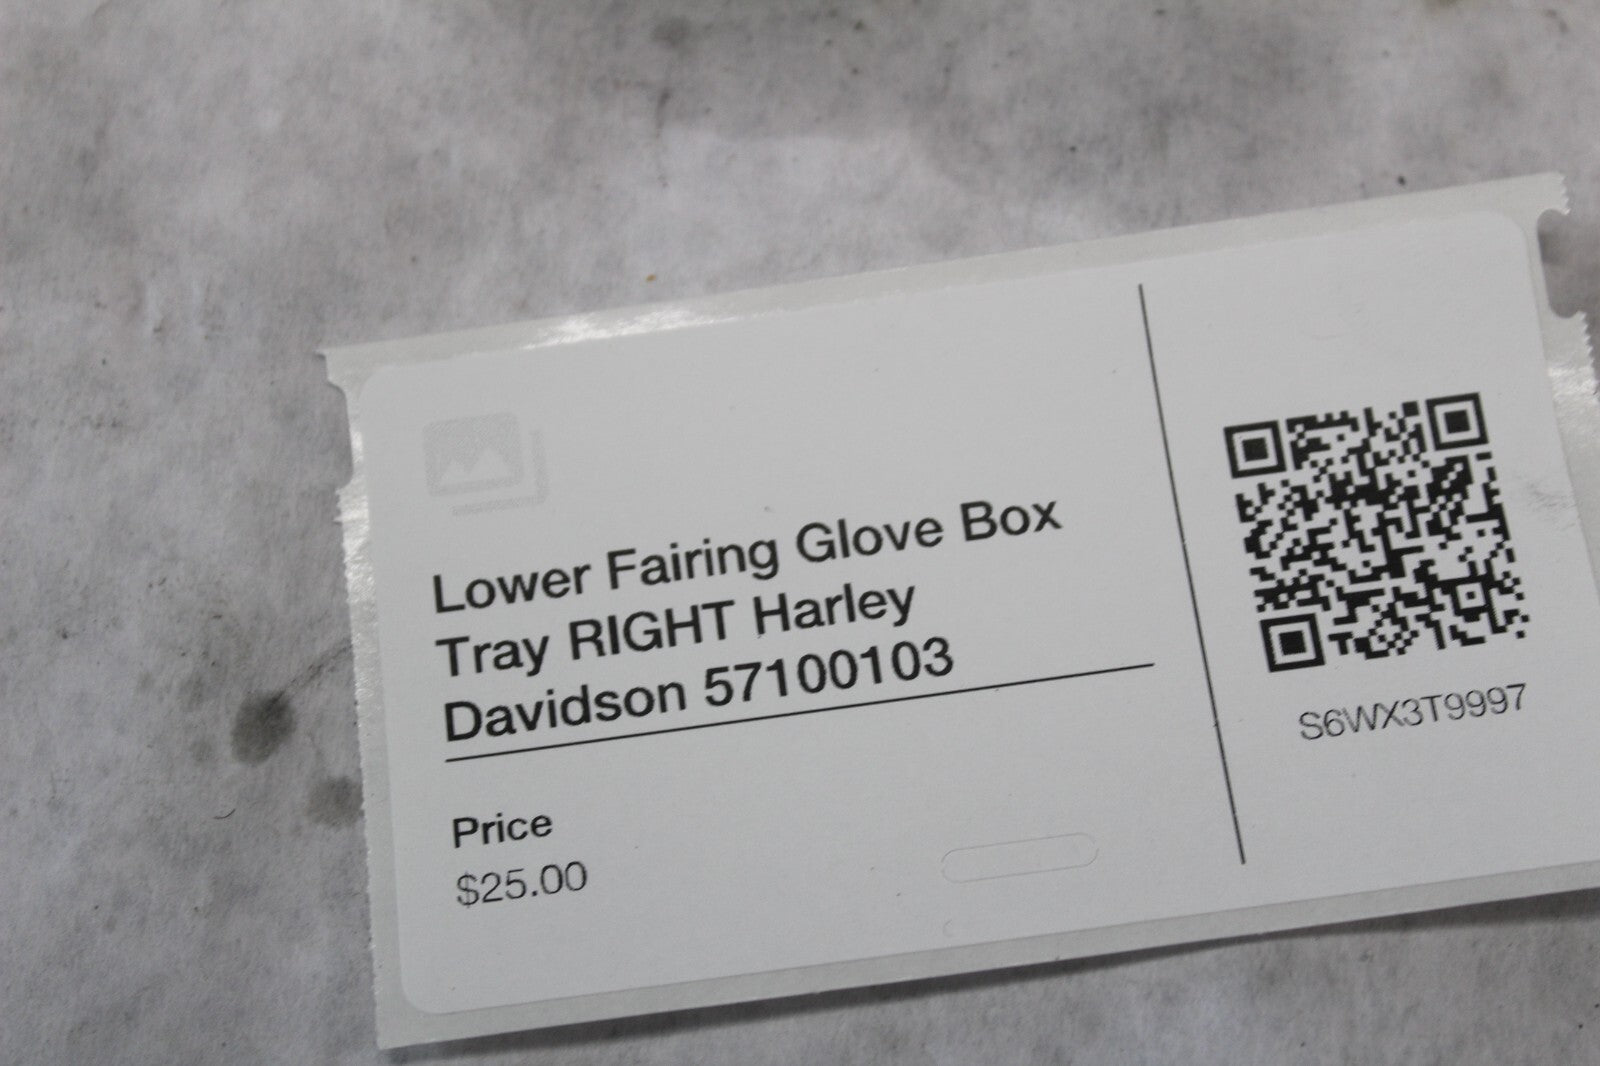 Lower Fairing Glove Box
Tray RIGHT Harley
Davidson 57100103
Price
$25.00
S6WX3T9997